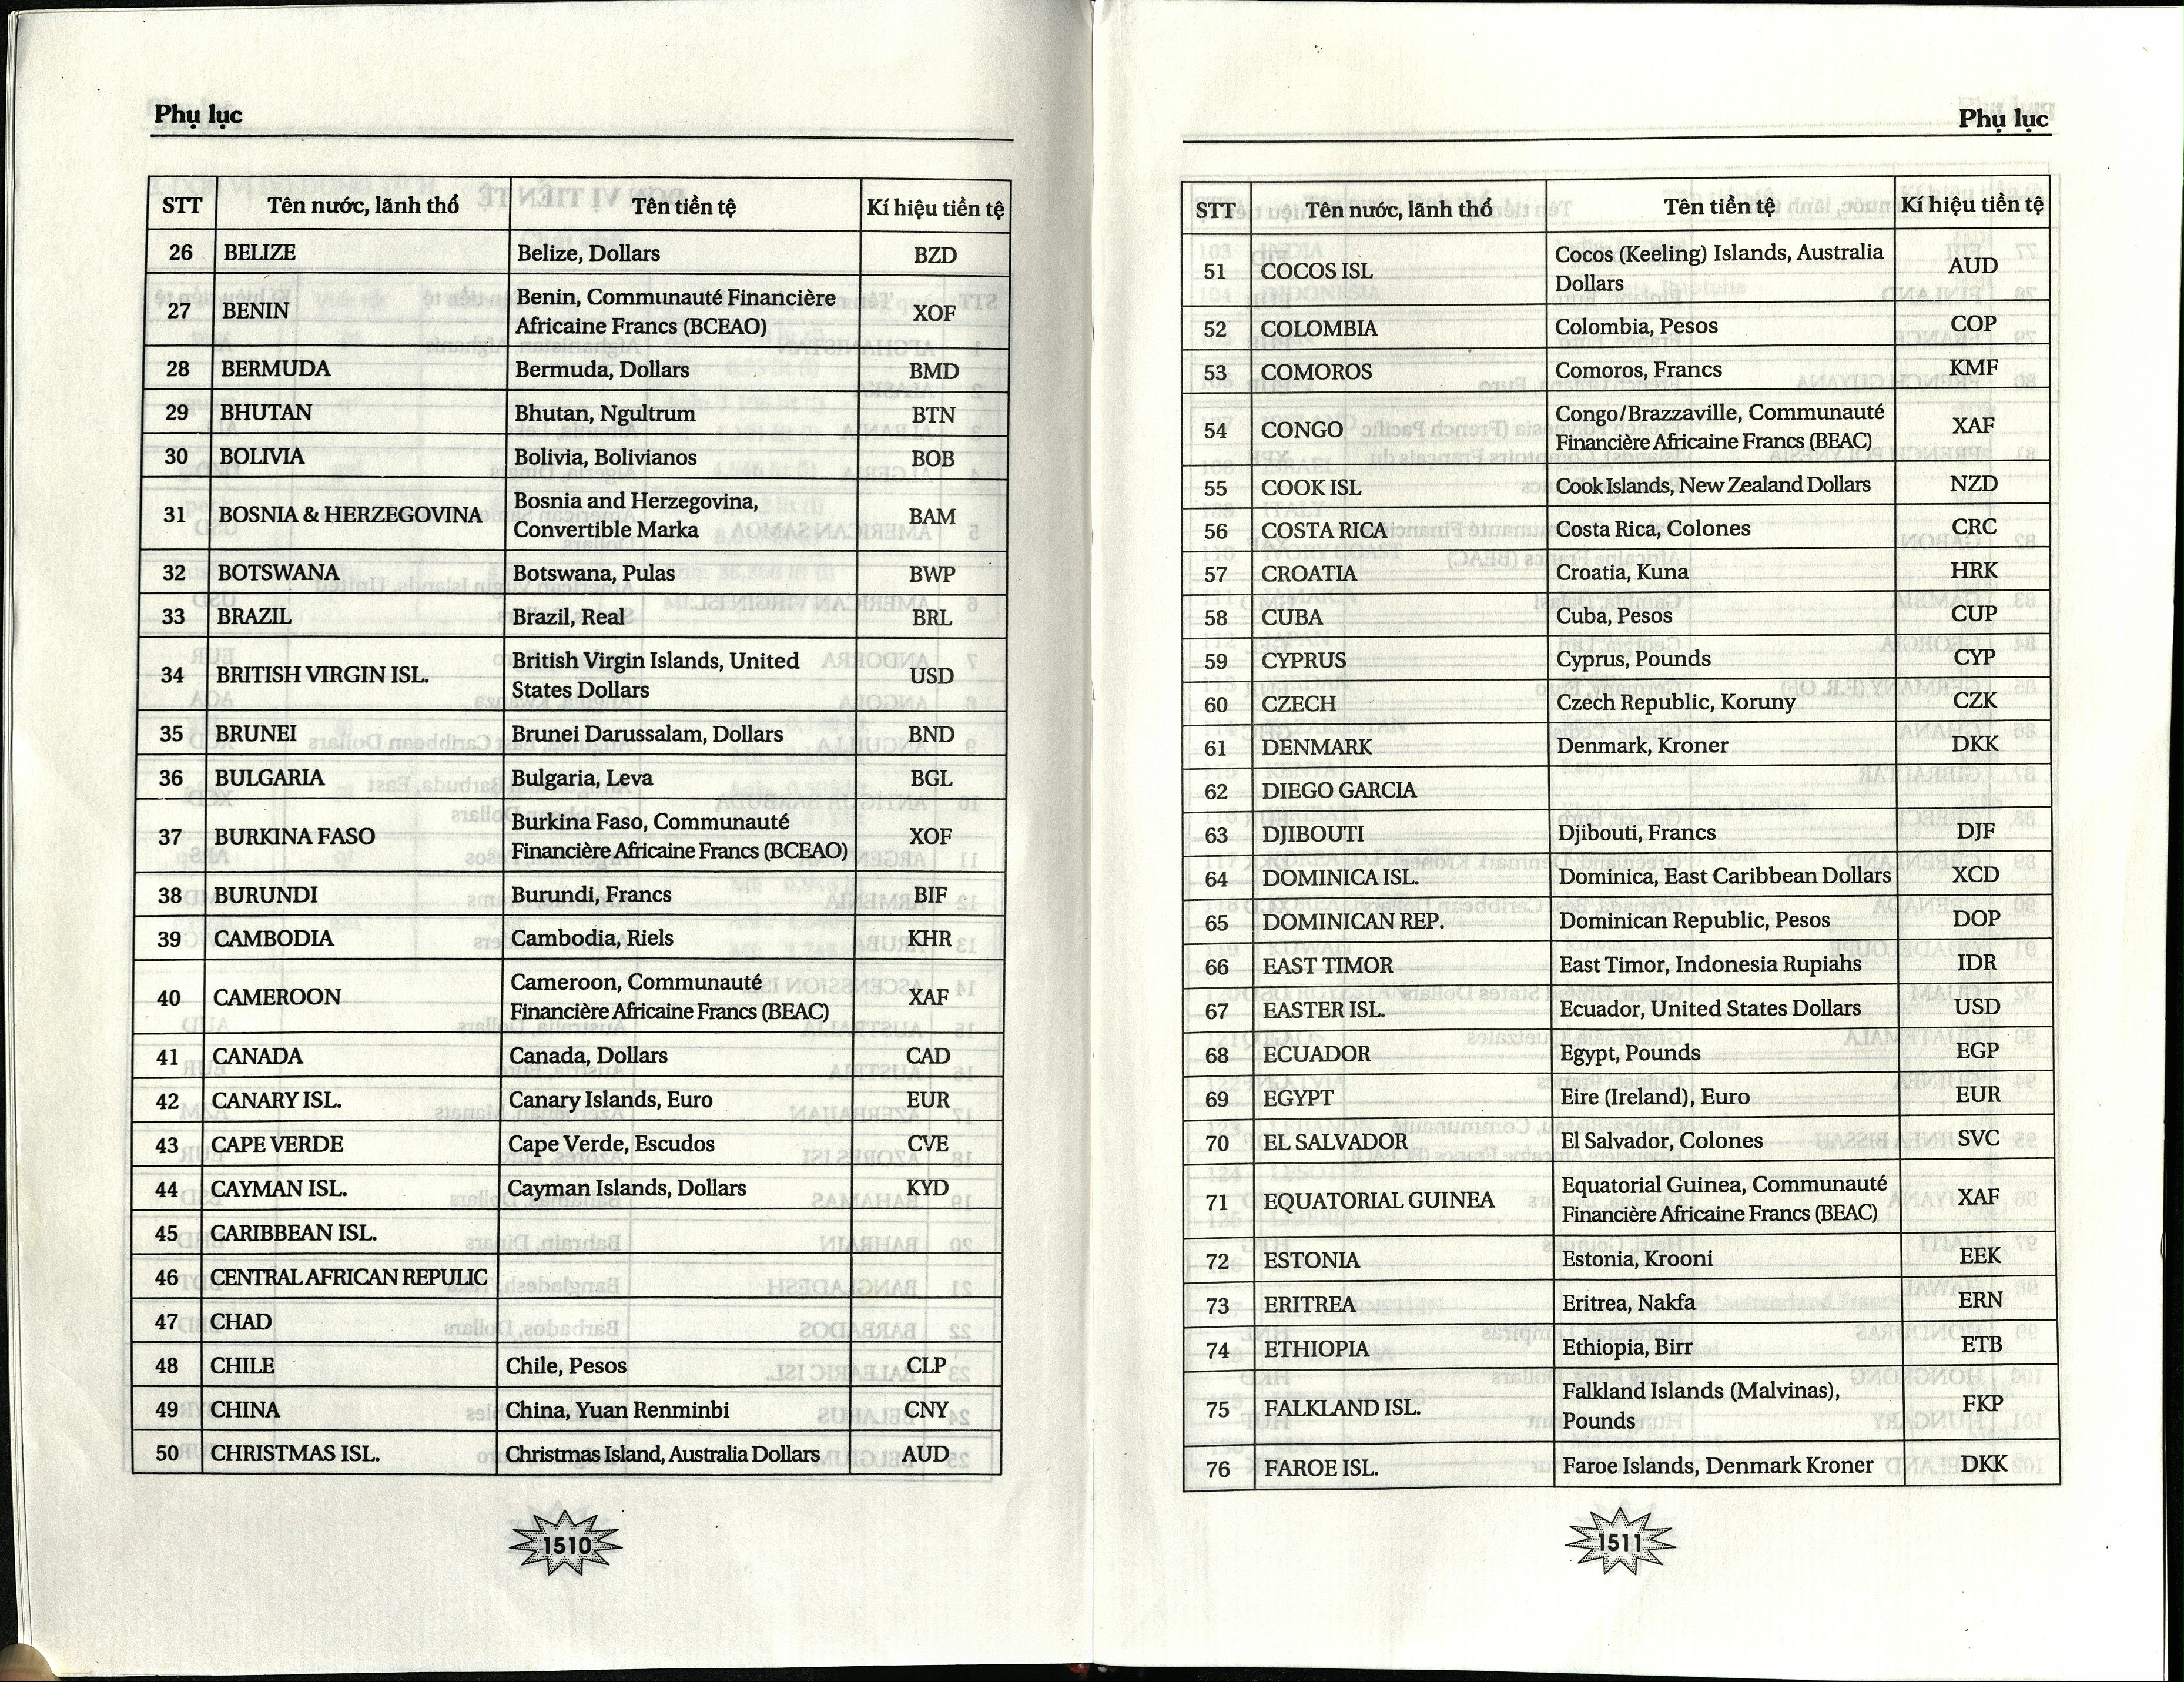 Phụ lục
STT Tên nước, lãnh thổ Tên tiền tệ Kí hiệu tiền tệ
26 BELIZE Belize, Dollars BZD
27 BENIN Benin, Communauté Financière
Africaine Francs (BCEAO) XOF
28 BERMUDA Bermuda, Dollars BMD
29 BHUTAN Bhutan, Ngultrum BTN
30 BOLIVIA Bolivia, Bolivianos BOB
31 BOSNIA & HERZEGOVINA Bosnia and Herzegovina,
Convertible Marka BAM
32 BOTSWANA Botswana, Pulas BWP
33 BRAZIL Brazil, Real BRL
34 BRITISH VIRGIN ISL. British Virgin Islands, United
States Dollars USD
35 BRUNEI Brunei Darussalam, Dollars BND
36 BULGARIA Bulgaria, Leva BGL
37 BURKINA FASO Burkina Faso, Communauté
Financière Africaine Francs (BCEAO) XOF
38 BURUNDI Burundi, Francs BIF
39 CAMBODIA Cambodia, Riels KHR
40 CAMEROON Cameroon, Communauté
Financière Africaine Francs (BEAC) XAF
41 CANADA Canada, Dollars CAD
42 CANARY ISL. Canary Islands, Euro EUR
43 CAPE VERDE Cape Verde, Escudos CVE
44 CAYMAN ISL. Cayman Islands, Dollars KYD
45 CARIBBEAN ISL.
46 CENTRAL AFRICAN REPULIC
47 CHAD
48 CHILE Chile, Pesos CLP
49 CHINA China, Yuan Renminbi CNY
50 CHRISTMAS ISL. Christmas Island, Australia Dollars AUD
1510
Phụ lục
STT Tên nước, lãnh thổ Tên tiền tệ Kí hiệu tiền tệ
51 COCOS ISL Cocos (Keeling) Islands, Australia
Dollars AUD
52 COLOMBIA Colombia, Pesos COP
53 COMOROS Comoros, Francs KMF
54 CONGO Congo/Brazzaville, Communauté
Financière Africaine Francs (BEAC) XAF
55 COOK ISL Cook Islands, New Zealand Dollars NZD
56 COSTA RICA Costa Rica, Colones CRC
57 CROATIA Croatia, Kuna HRK
58 CUBA Cuba, Pesos CUP
59 CYPRUS Cyprus, Pounds CYP
60 CZECH Czech Republic, Koruny CZK
61 DENMARK Denmark, Kroner DKK
62 DIEGO GARCIA
63 DJIBOUTI Djibouti, Francs DJF
64 DOMINICA ISL. Dominica, East Caribbean Dollars XCD
65 DOMINICAN REP. Dominican Republic, Pesos DOP
66 EAST TIMOR East Timor, Indonesia Rupiahs IDR
67 EASTER ISL. Ecuador, United States Dollars USD
68 ECUADOR Egypt, Pounds EGP
69 EGYPT Eire (Ireland), Euro EUR
70 EL SALVADOR El Salvador, Colones SVC
71 EQUATORIAL GUINEA Equatorial Guinea, Communauté
Financière Africaine Francs (BEAC) XAF
72 ESTONIA Estonia, Krooni EEK
73 ERITREA Eritrea, Nakfa ERN
74 ETHIOPIA Ethiopia, Birr ETB
75 FALKLAND ISL. Falkland Islands (Malvinas),
Pounds FKP
76 FAROE ISL. Faroe Islands, Denmark Kroner DKK
1511